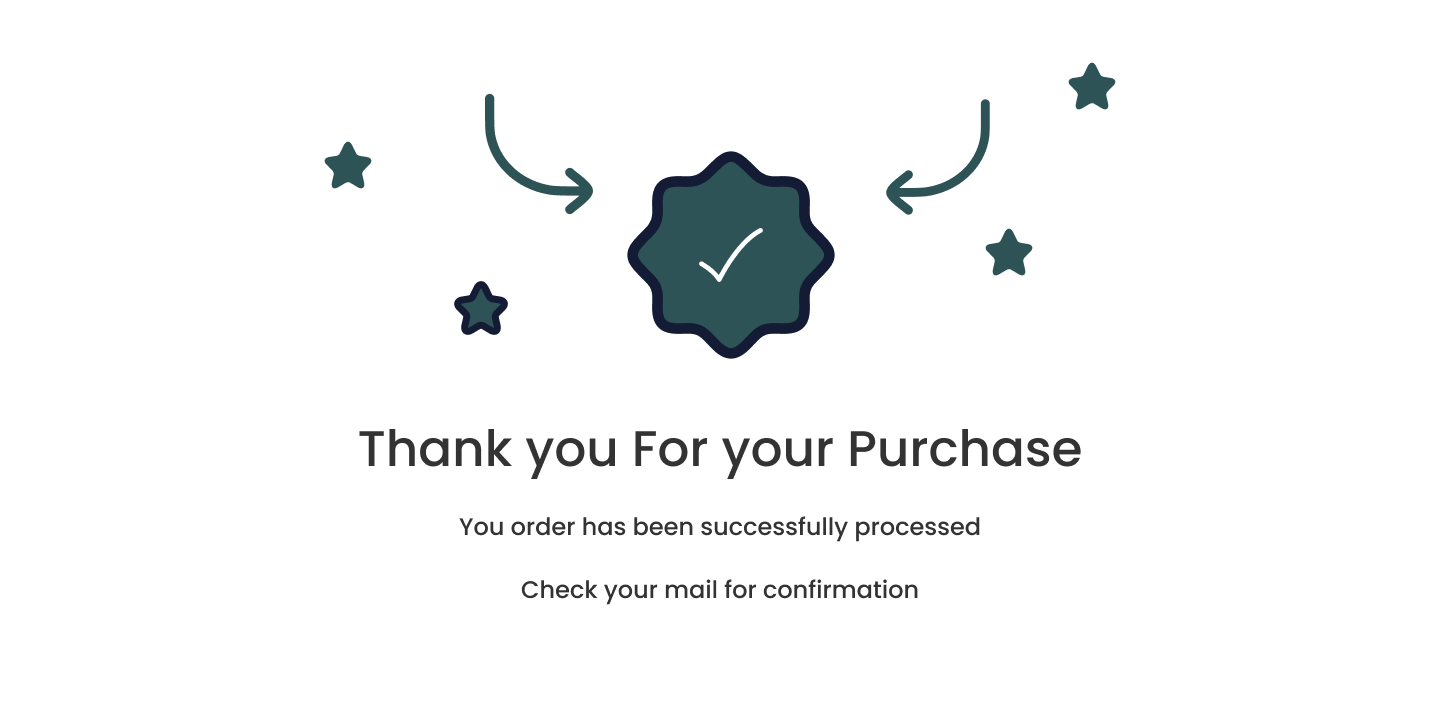 Thank you For your Purchase
You order has been successfully processed
Check your mail for confirmation